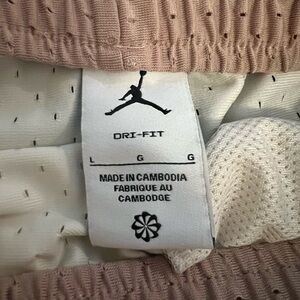 DRI-FIT
L G G
MADE IN CAMBODIA
FABRIQUE AU
CAMBODGE